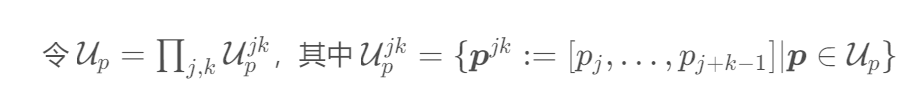 令 $\mathcal{U}_p = \prod_{j,k} \mathcal{U}_p^{jk}$, 其中 $\mathcal{U}_p^{jk} = \{\boldsymbol{p}^{jk} := [p_j, \ldots, p_{j+k-1}] | \boldsymbol{p} \in \mathcal{U}_p\}$